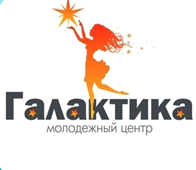 Галактика
молодежный центр